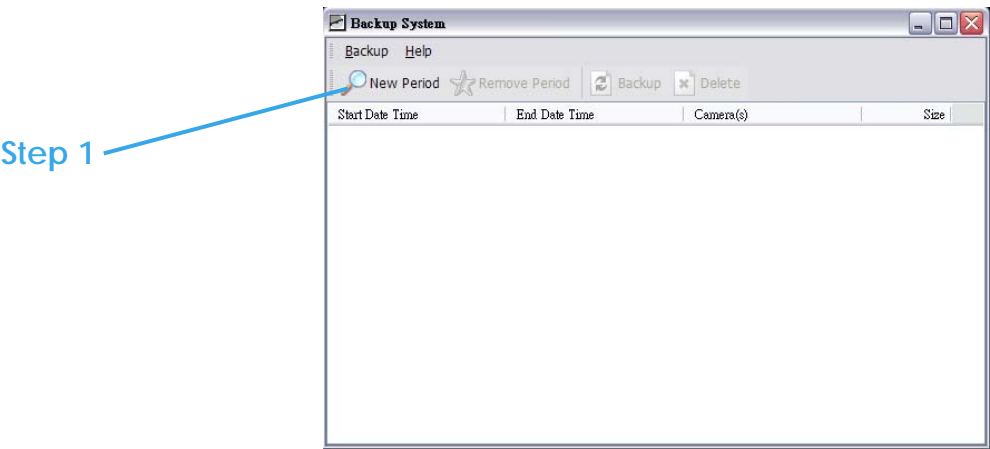 Backup System
Backup Help
New Period Remove Period Backup Delete
Start Date Time End Date Time Camera(s) Size
Step 1